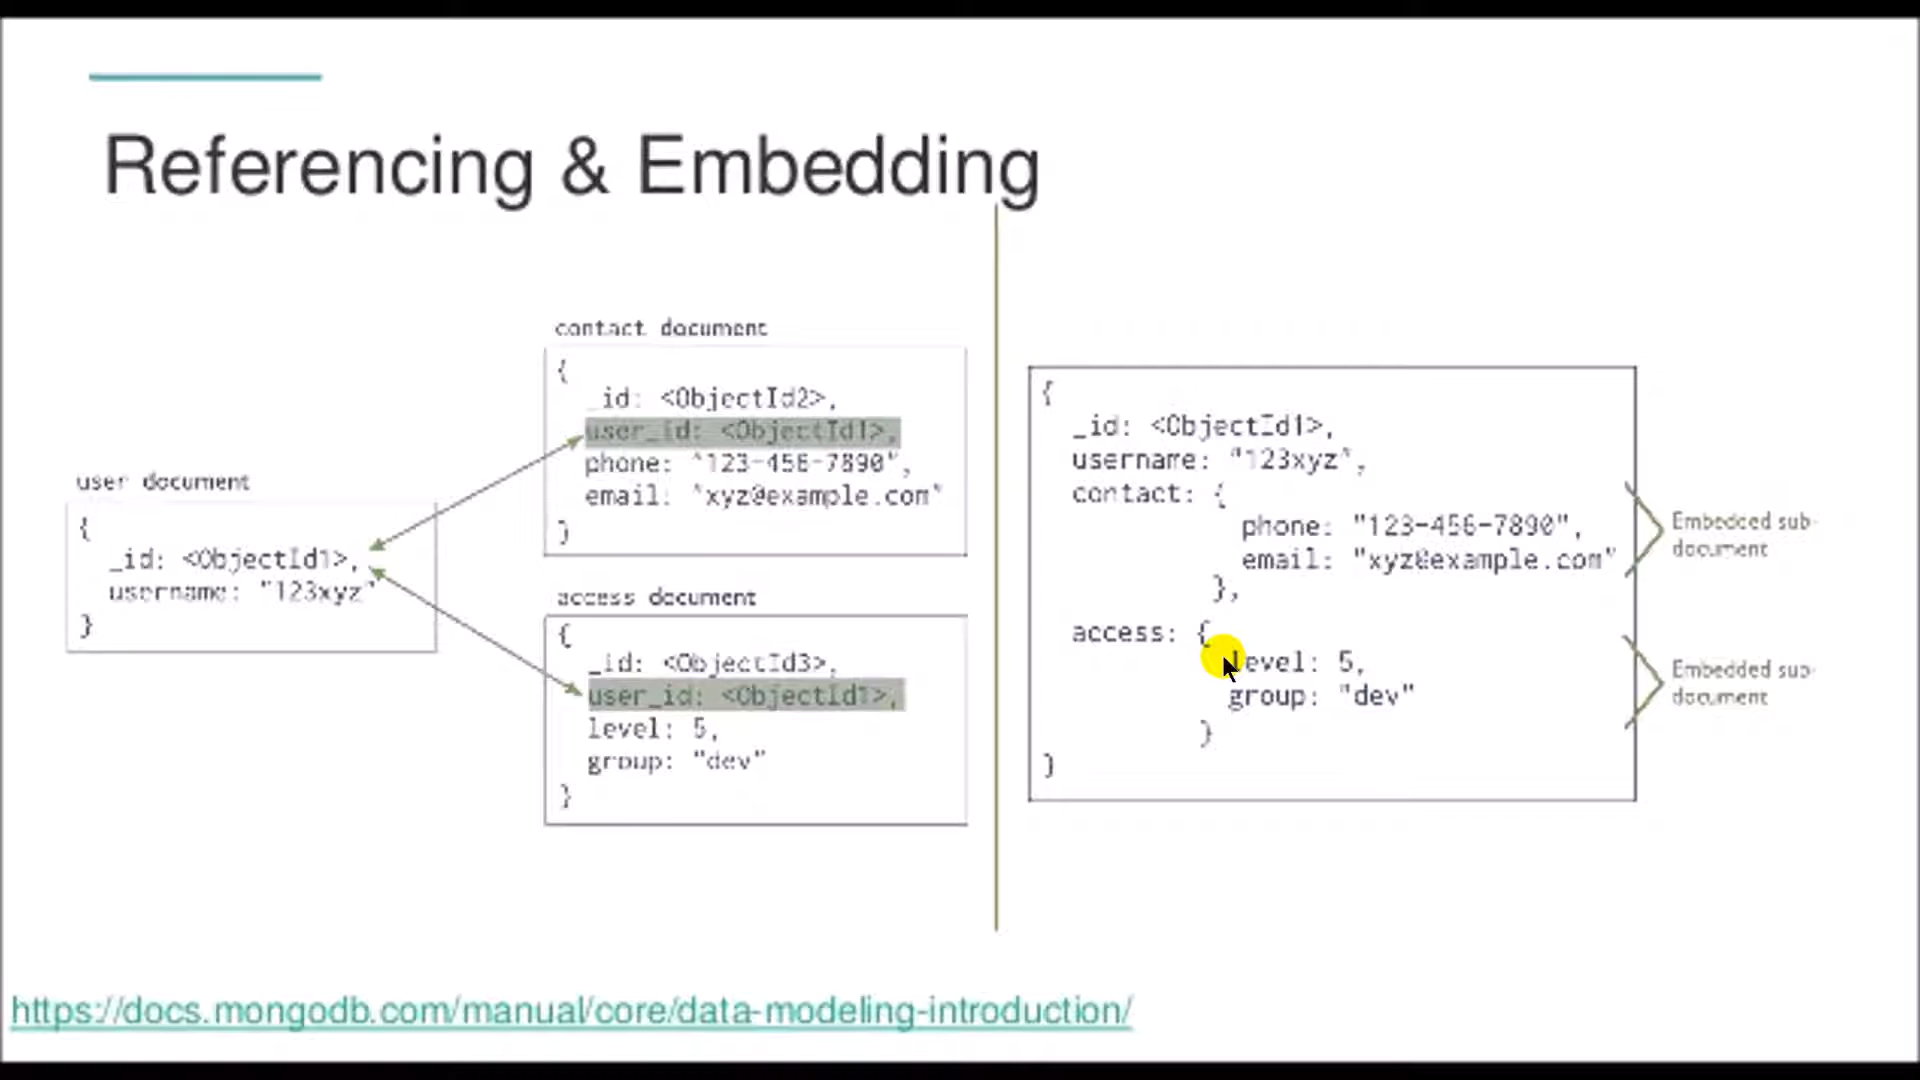 Referencing & Embedding
user document
{
_id: <ObjectId1>,
username: "123xyz"
}
contact document
{
_id: <ObjectId2>,
user_id: <ObjectId1>,
phone: "123-456-7890",
email: "xyz@example.com"
}
access document
{
_id: <ObjectId3>,
user_id: <ObjectId1>,
level: 5,
group: "dev"
}
{
_id: <ObjectId1>,
username: "123xyz",
contact: {
phone: "123-456-7890",
email: "xyz@example.com"
},
access: {
level: 5,
group: "dev"
}
}
Embedded sub-
document
Embedded sub-
document
https://docs.mongodb.com/manual/core/data-modeling-introduction/